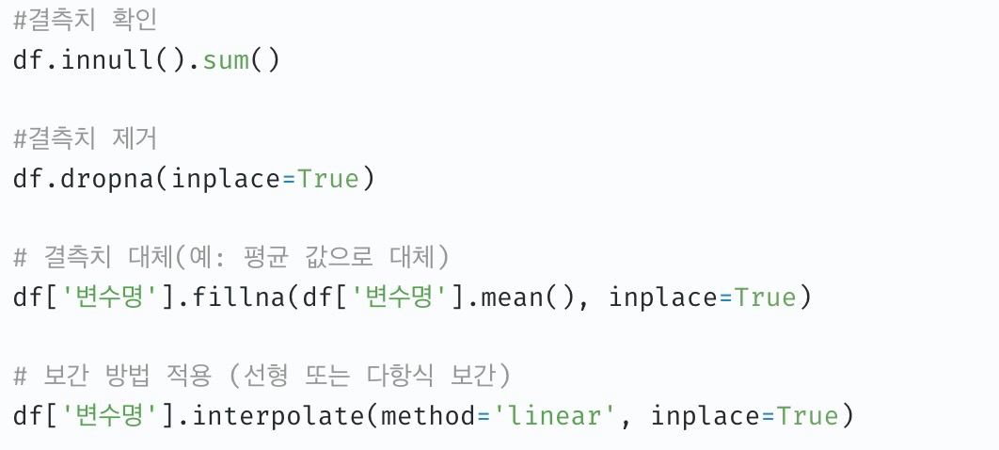 #결측치 확인
df.innull().sum()
#결측치 제거
df.dropna(inplace=True)
# 결측치 대체(예: 평균 값으로 대체)
df['변수명'].fillna(df['변수명'].mean(), inplace=True)
# 보간 방법 적용 (선형 또는 다항식 보간)
df['변수명'].interpolate(method='linear', inplace=True)